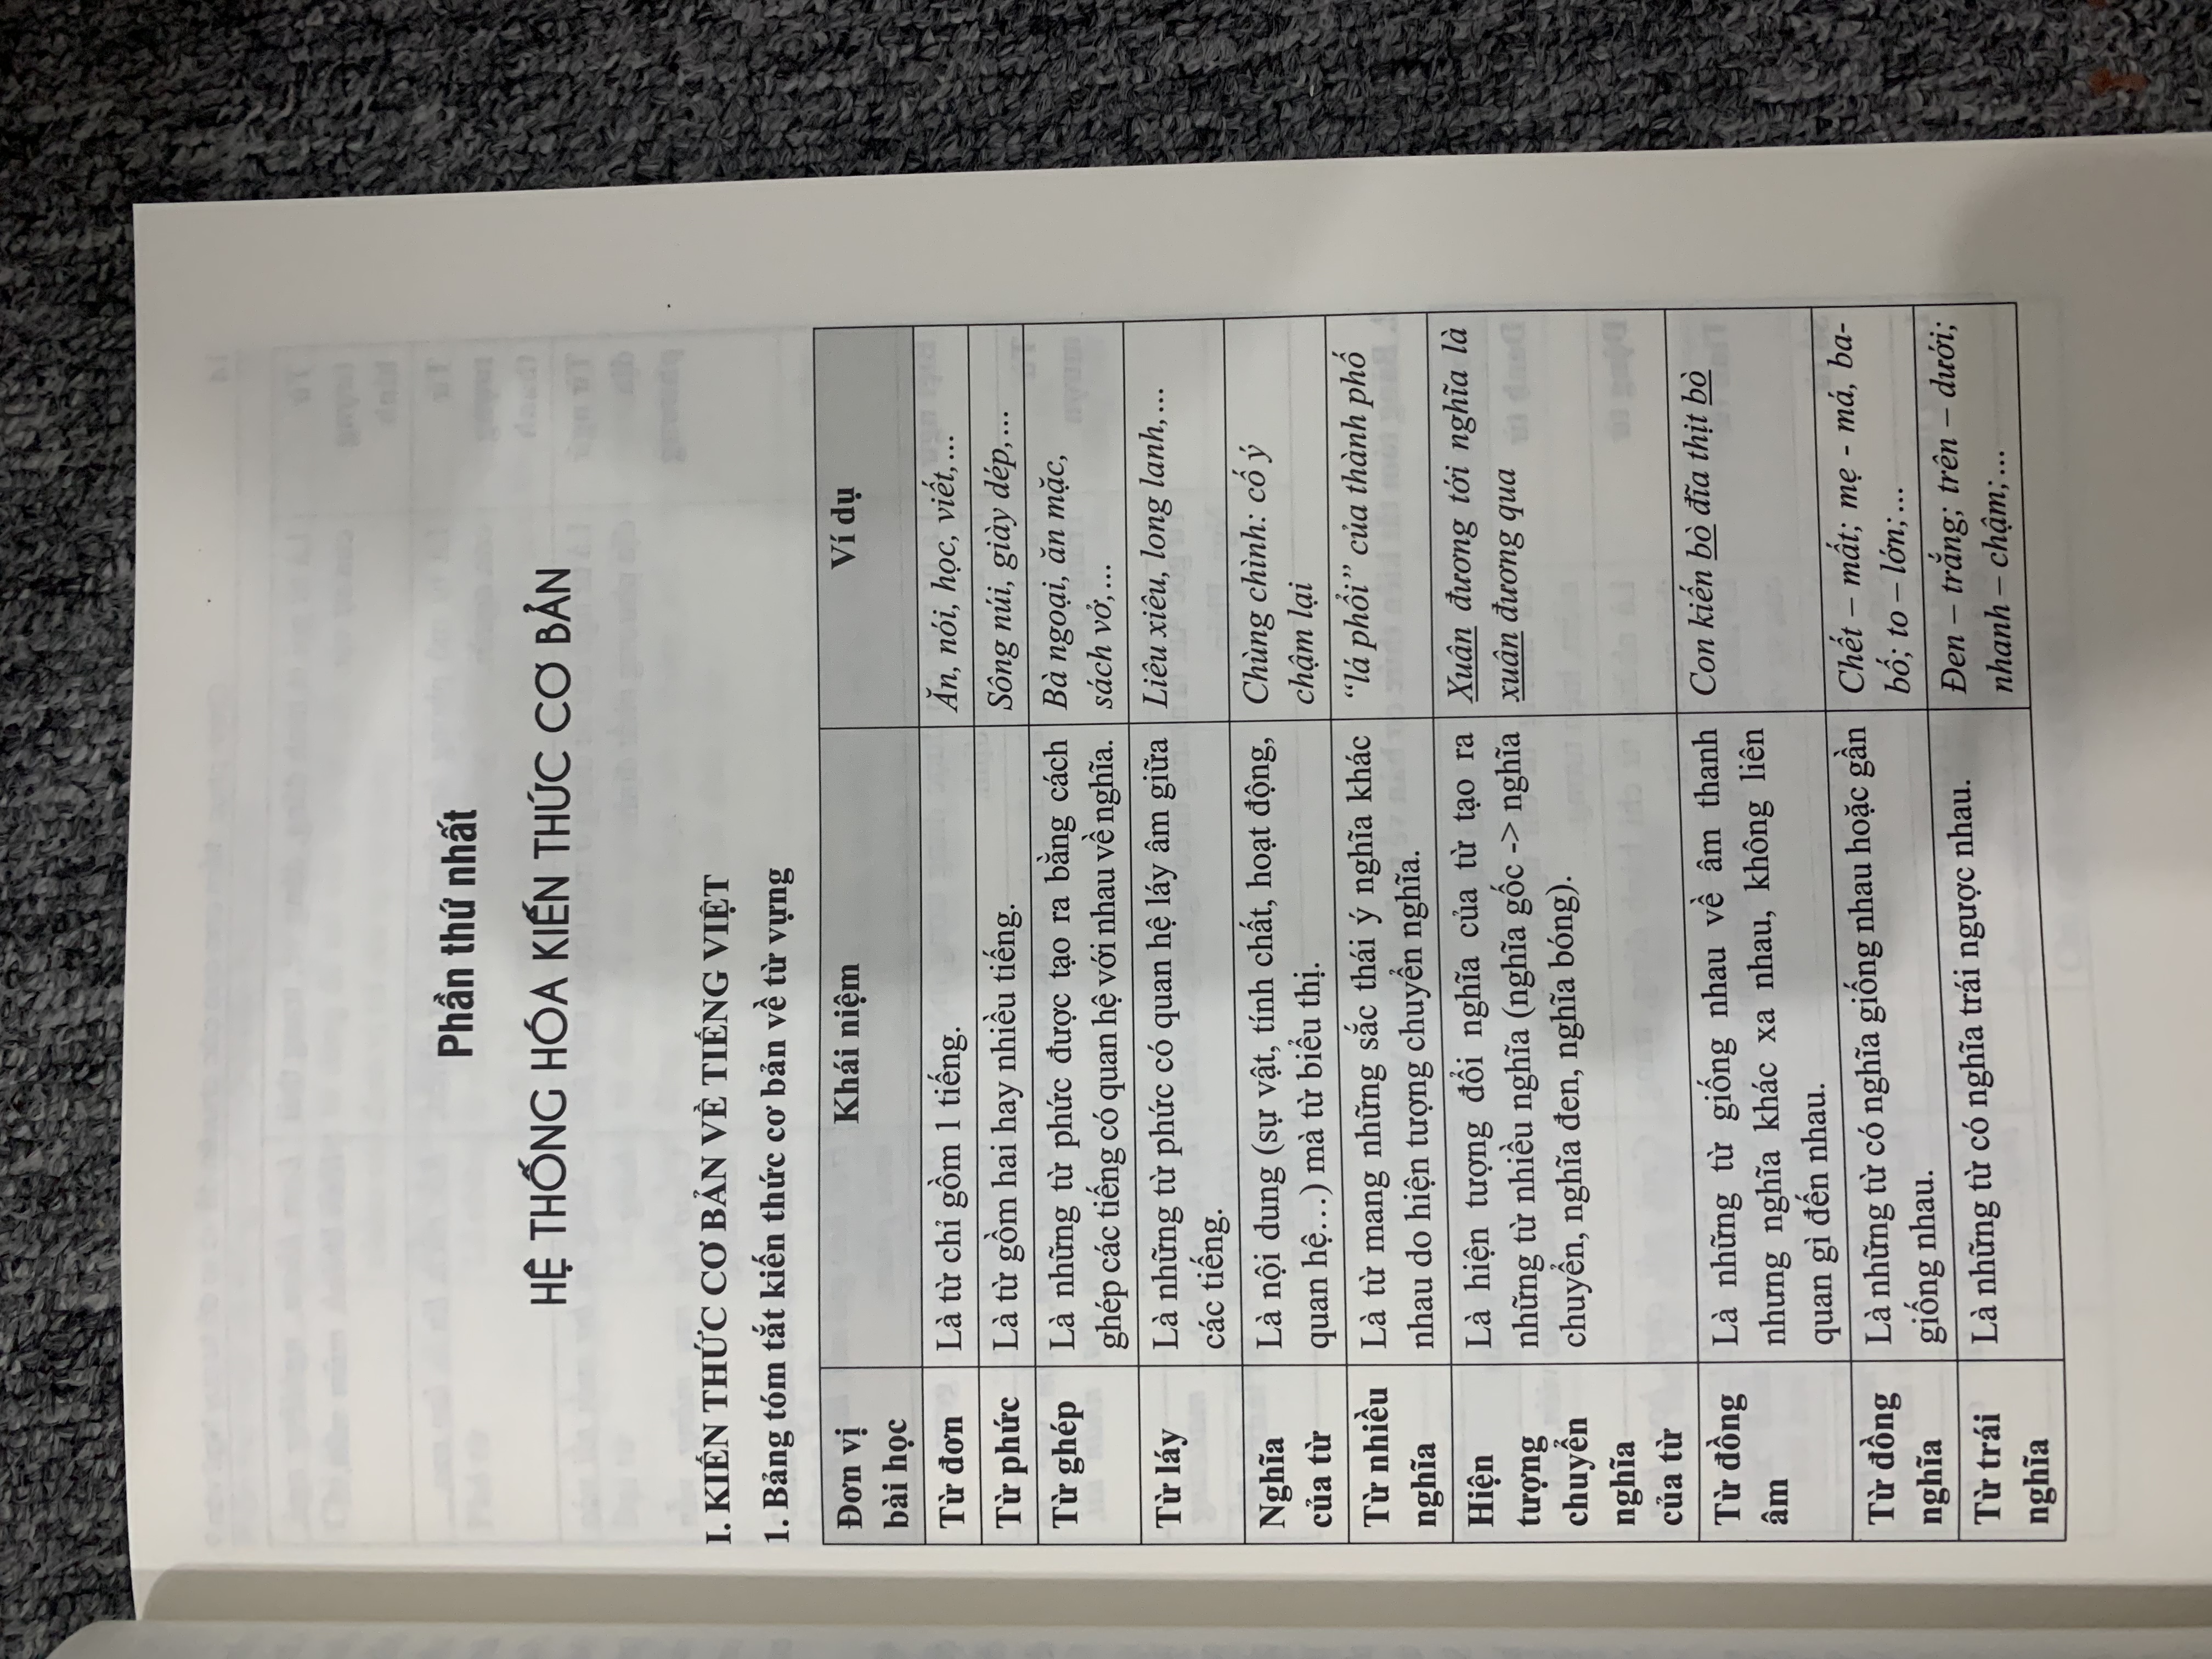 Phần thứ nhất
HỆ THỐNG HÓA KIẾN THỨC CƠ BẢN
I. KIẾN THỨC CƠ BẢN VỀ TIẾNG VIỆT
1. Bảng tóm tắt kiến thức cơ bản về từ vựng
Đơn vị
bài học
Khái niệm
Ví dụ
Từ đơn
Là từ chỉ gồm 1 tiếng.
Ăn, nói, học, viết,...
Từ phức
Là từ gồm hai hay nhiều tiếng.
Sông núi, giày dép,...
Từ ghép
Là những từ phức được tạo ra bằng cách
ghép các tiếng có quan hệ với nhau về nghĩa.
Bà ngoại, ăn mặc,
sách vở,...
Từ láy
Là những từ phức có quan hệ láy âm giữa
các tiếng.
Liêu xiêu, long lanh,...
Nghĩa
của từ
Là nội dung (sự vật, tính chất, hoạt động,
quan hệ...) mà từ biểu thị.
Chùng chình: cố ý
chậm lại
Từ nhiều
nghĩa
Là từ mang những sắc thái ý nghĩa khác
nhau do hiện tượng chuyển nghĩa.
“lá phổi” của thành phố
Hiện
tượng
chuyển
nghĩa
của từ
Là hiện tượng đổi nghĩa của từ tạo ra
những từ nhiều nghĩa (nghĩa gốc -> nghĩa
chuyển, nghĩa đen, nghĩa bóng).
Xuân đương tới nghĩa là
xuân đương qua
Từ đồng
âm
Là những từ giống nhau về âm thanh
nhưng nghĩa khác xa nhau, không liên
quan gì đến nhau.
Con kiến bò đĩa thịt bò
Từ đồng
nghĩa
Là những từ có nghĩa giống nhau hoặc gần
giống nhau.
Chết – mất; mẹ - má, ba-
bố; to – lớn;...
Từ trái
nghĩa
Là những từ có nghĩa trái ngược nhau.
Đen – trắng; trên – dưới;
nhanh – chậm;...